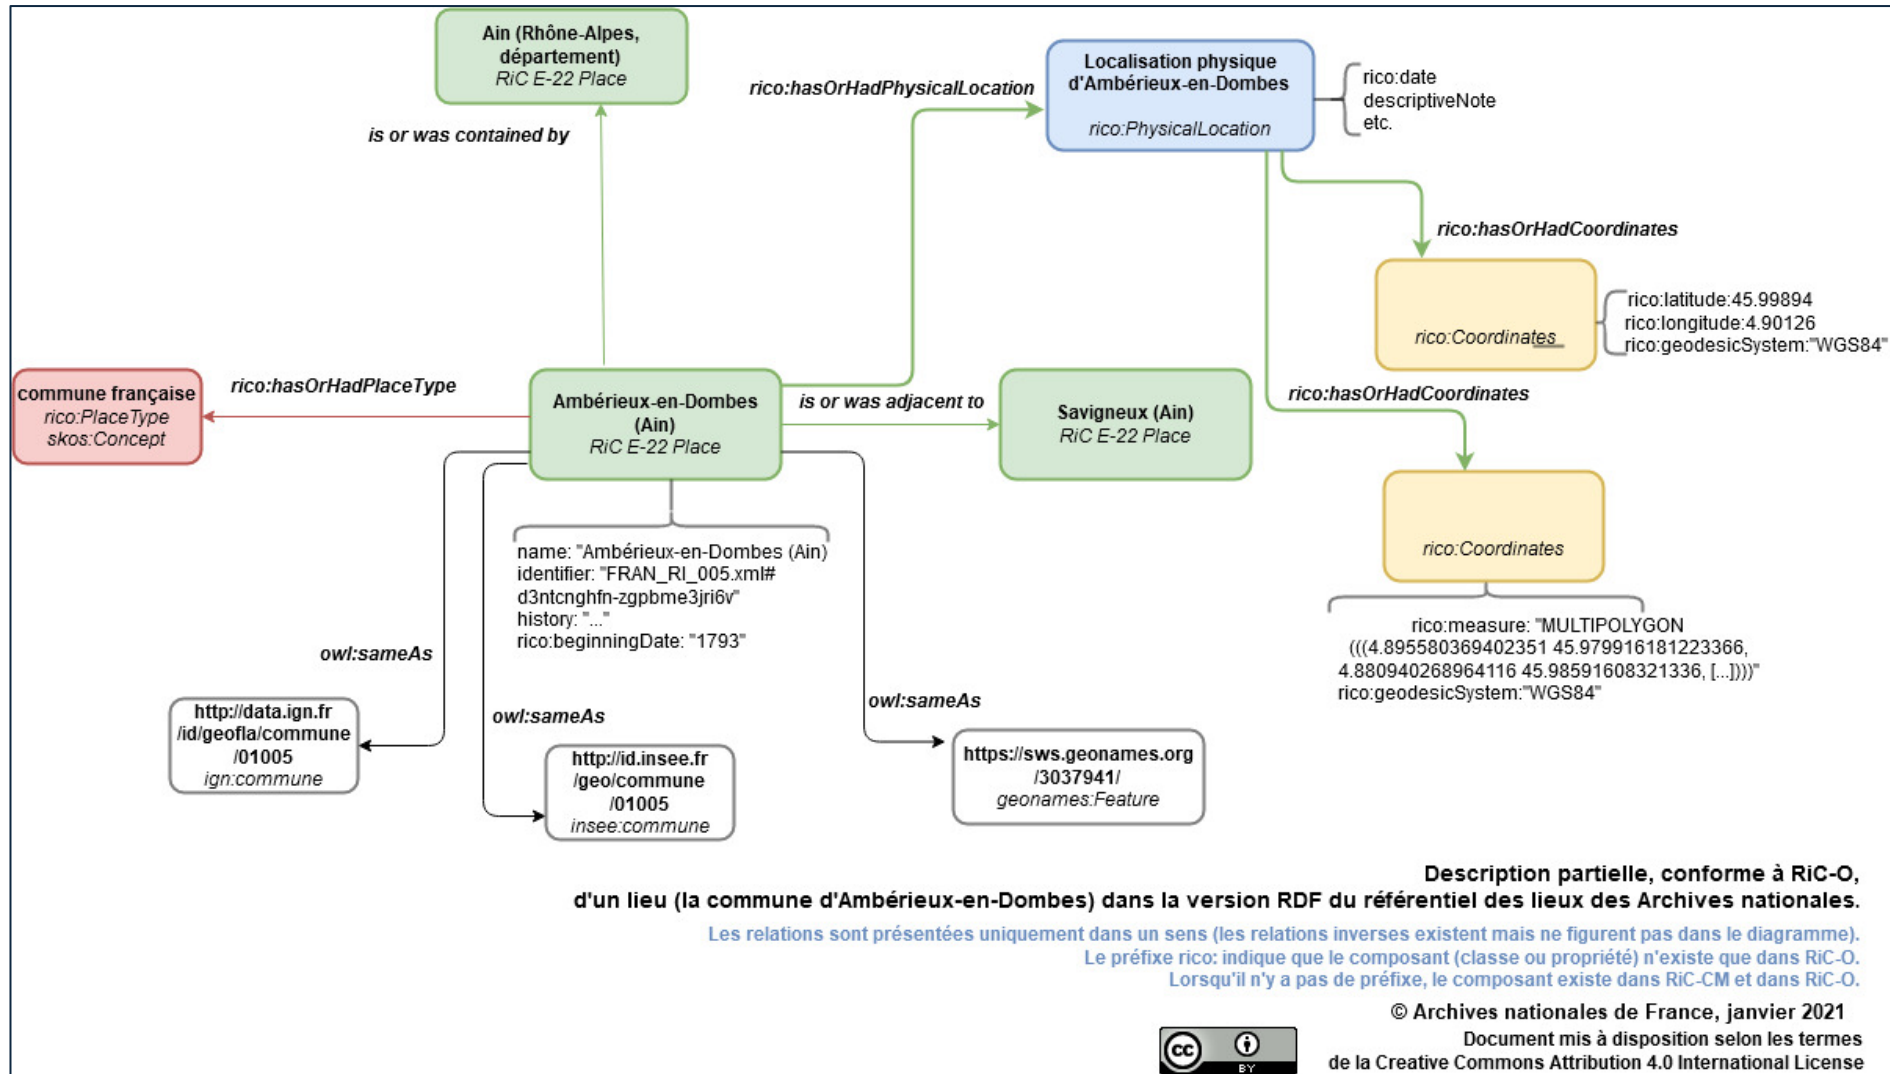 Ain (Rhône-Alpes,
département)
RiC E-22 Place
is or was contained by
rico:hasOrHadPhysicalLocation
Localisation physique
d'Ambérieux-en-Dombes
rico:PhysicalLocation
rico:date
descriptiveNote
etc.
rico:hasOrHadCoordinates
rico:Coordinates
rico:latitude:45.99894
rico:longitude:4.90126
rico:geodesicSystem:"WGS84"
commune française
rico:PlaceType
skos:Concept
rico:hasOrHadPlaceType
Ambérieux-en-Dombes
(Ain)
RiC E-22 Place
is or was adjacent to
Savigneux (Ain)
RiC E-22 Place
rico:hasOrHadCoordinates
rico:Coordinates
rico:measure: "MULTIPOLYGON
(((4.895580369402351 45.979916181223366,
4.880940268964116 45.98591608321336, [...])))"
rico:geodesicSystem:"WGS84"
name: "Ambérieux-en-Dombes (Ain)
identifier: "FRAN_RI_005.xml#
d3ntcnghfn-zgpbme3jri6v"
history: "..."
rico:beginningDate: "1793"
owl:sameAs
http://data.ign.fr
/id/geofla/commune
/01005
ign:commune
owl:sameAs
http://id.insee.fr
/geo/commune
/01005
insee:commune
owl:sameAs
https://sws.geonames.org
/3037941/
geonames:Feature
Description partielle, conforme à RiC-O,
d'un lieu (la commune d'Ambérieux-en-Dombes) dans la version RDF du référentiel des lieux des Archives nationales.
Les relations sont présentées uniquement dans un sens (les relations inverses existent mais ne figurent pas dans le diagramme).
Le préfixe rico: indique que le composant (classe ou propriété) n'existe que dans RiC-O.
Lorsqu'il n'y a pas de préfixe, le composant existe dans RiC-CM et dans RiC-O.
© Archives nationales de France, janvier 2021
Document mis à disposition selon les termes
de la Creative Commons Attribution 4.0 International License
cc
BY